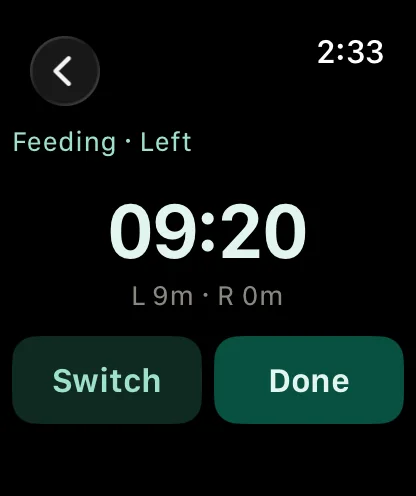 2:33
Feeding · Left
09:20
L 9m · R 0m
Switch
Done